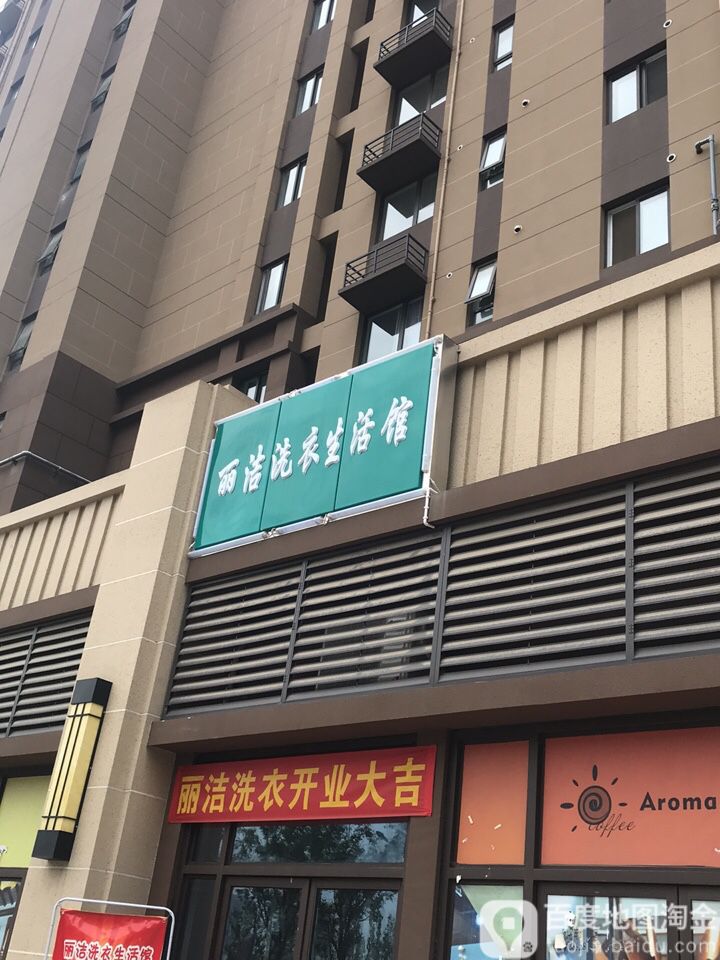 丽洁洗衣生活馆
丽洁洗衣开业大吉
Aroma
coffee
丽洁洗衣生活馆
百度地图淘金
.baidu.com